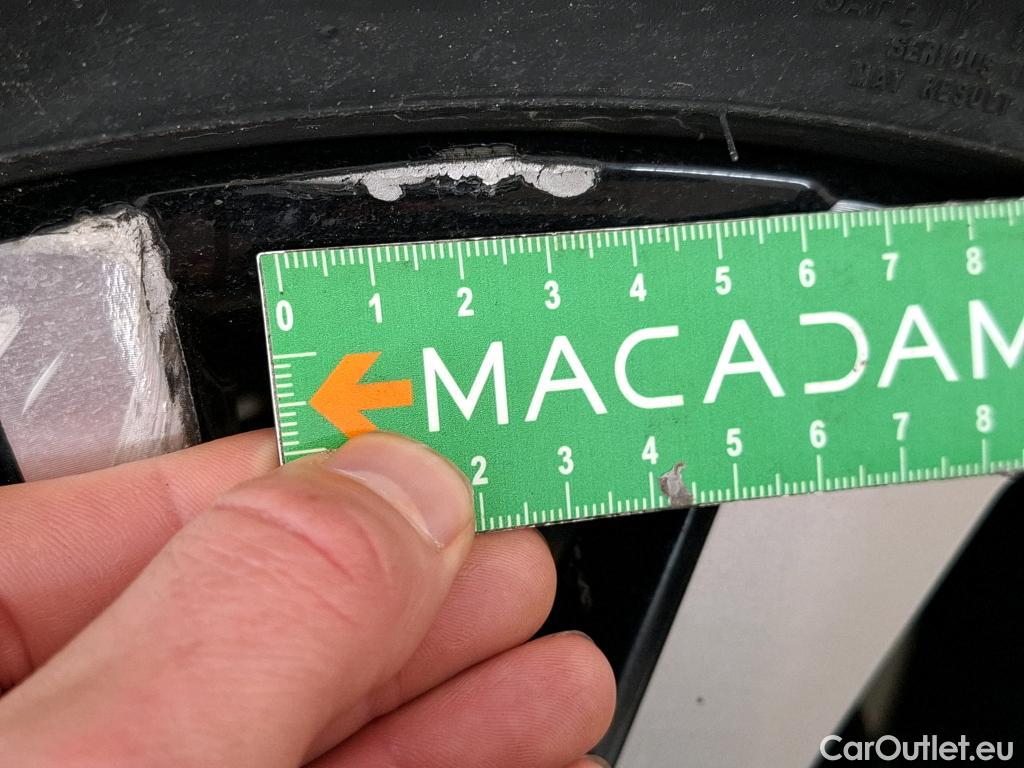 SAFETY
SERIOUS
MAY RESULT
0 1 2 3 4 5 6 7 8
MACADAM
2 3 4 5 6 7 8
CarOutlet.eu